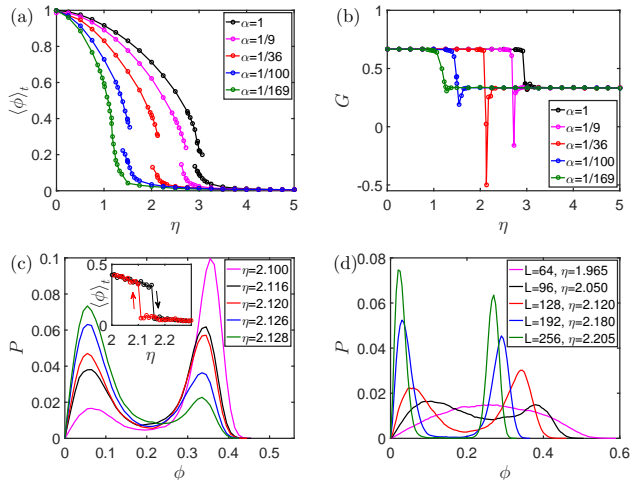 (a)
⟨ϕ⟩t
1
0.8
0.6
0.4
0.2
0
0 1 2 3 4 5
η
α=1
α=1/9
α=1/36
α=1/100
α=1/169
(b)
G
1
0.5
0
-0.5
0 1 2 3 4 5
η
α=1
α=1/9
α=1/36
α=1/100
α=1/169
(c)
P
0.1
0.08
0.06
0.04
0.02
0
0 0.1 0.2 0.3 0.4 0.5
ϕ
0.5
⟨ϕ⟩t
0
2 2.1 2.2
η
η=2.100
η=2.116
η=2.120
η=2.126
η=2.128
(d)
P
0.08
0.06
0.04
0.02
0
0 0.2 0.4 0.6
ϕ
L=64, η=1.965
L=96, η=2.050
L=128, η=2.120
L=192, η=2.180
L=256, η=2.205